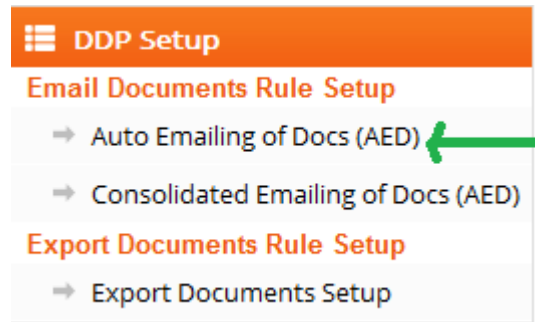 DDP Setup
Email Documents Rule Setup
Auto Emailing of Docs (AED)
Consolidated Emailing of Docs (AED)
Export Documents Rule Setup
Export Documents Setup